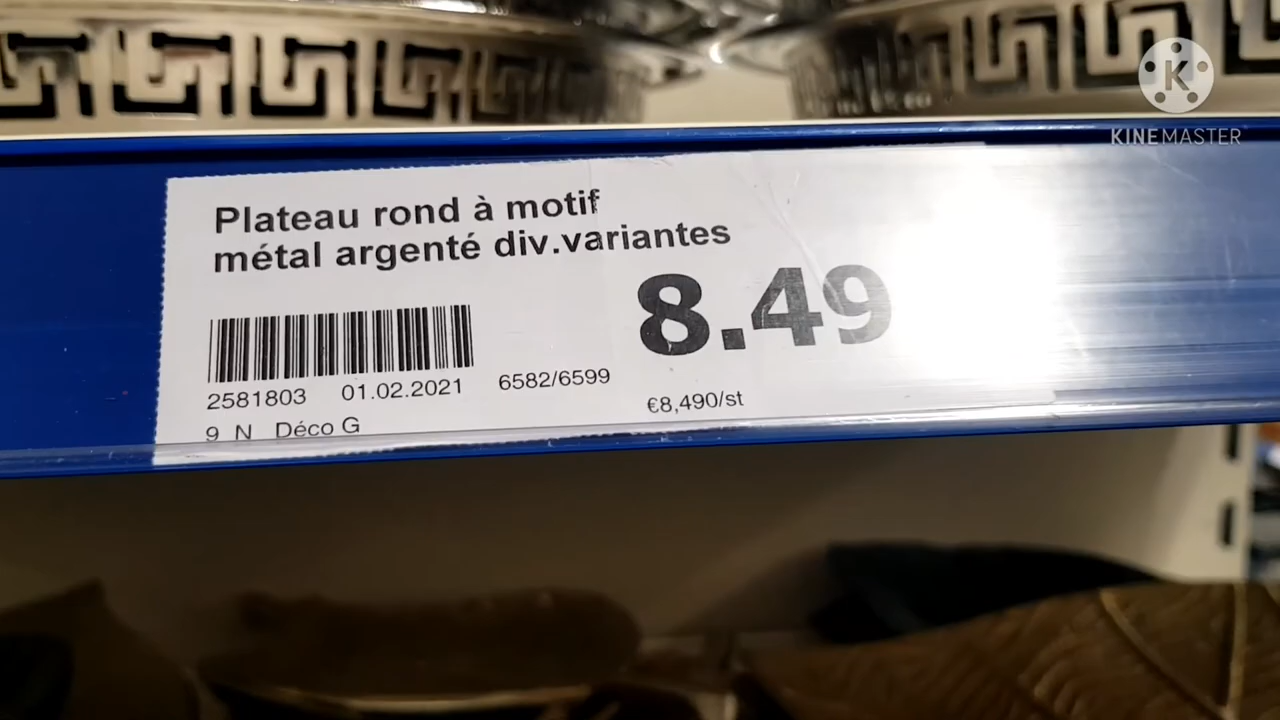 K
KINEMASTER
Plateau rond à motif
métal argenté div.variantes
8.49
2581803 01.02.2021 6582/6599
€8,490/st
9 N Déco G